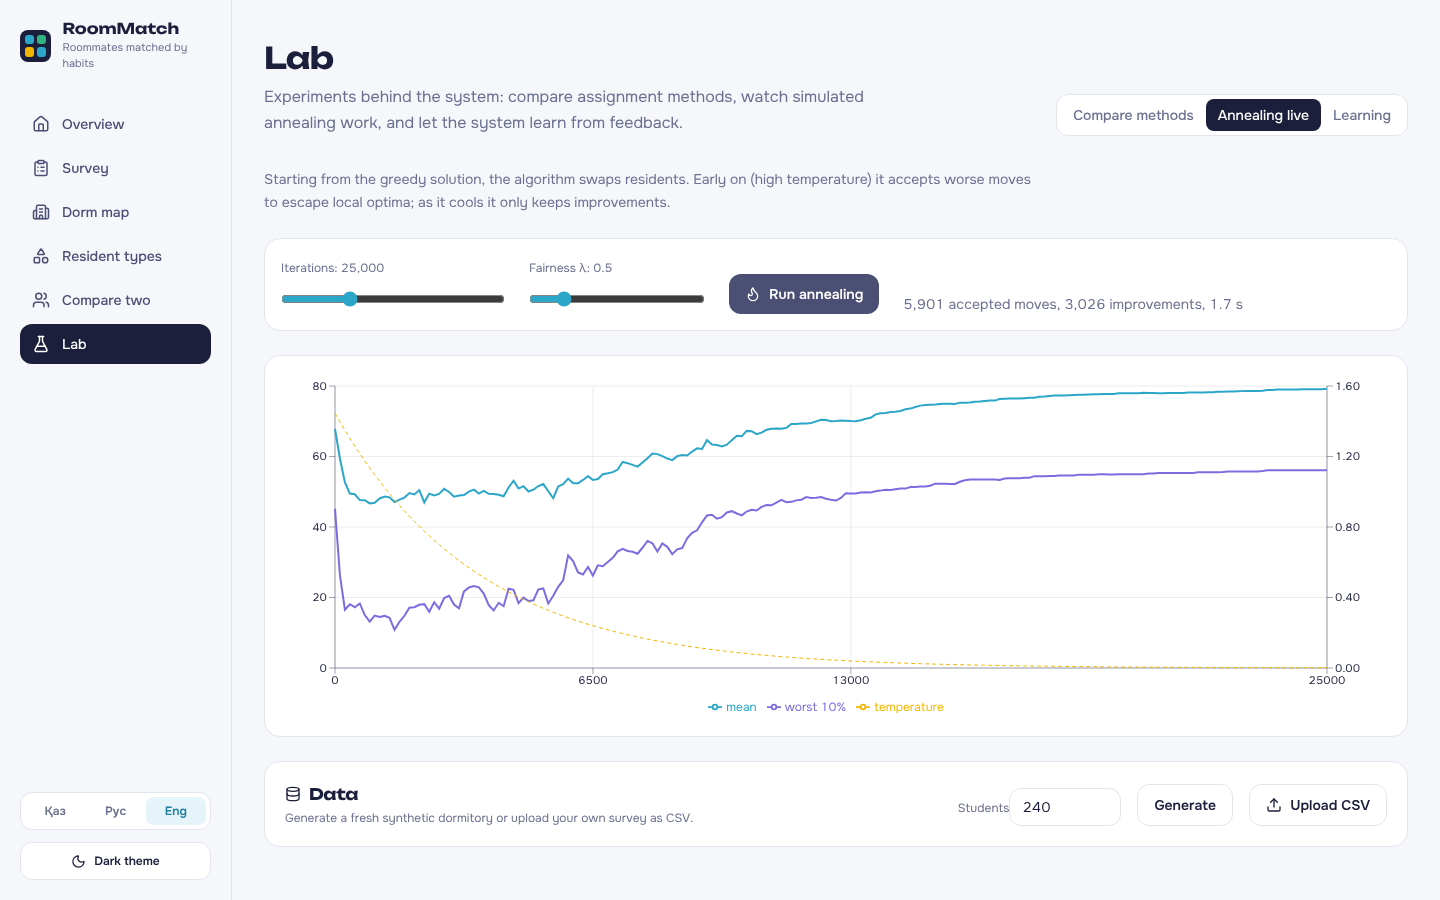 RoomMatch
Roommates matched by
habits
Overview
Survey
Dorm map
Resident types
Compare two
Lab
Қаз
Рус
Eng
Dark theme
Lab
Experiments behind the system: compare assignment methods, watch simulated
annealing work, and let the system learn from feedback.
Compare methods
Annealing live
Learning
Starting from the greedy solution, the algorithm swaps residents. Early on (high temperature) it accepts worse moves
to escape local optima; as it cools it only keeps improvements.
Iterations: 25,000
Fairness λ: 0.5
Run annealing
5,901 accepted moves, 3,026 improvements, 1.7 s
80
60
40
20
0
1.60
1.20
0.80
0.40
0.00
0
6500
13000
25000
mean
worst 10%
temperature
Data
Generate a fresh synthetic dormitory or upload your own survey as CSV.
Students
240
Generate
Upload CSV